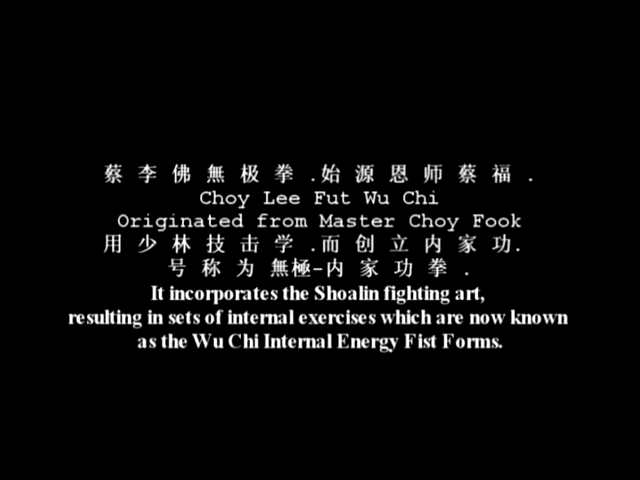 蔡李佛無极拳.始源恩师蔡福.
Choy Lee Fut Wu Chi
Originated from Master Choy Fook
用少林技击学.而创立内家功.
号称为無極-内家功拳.
It incorporates the Shoalin fighting art,
resulting in sets of internal exercises which are now known
as the Wu Chi Internal Energy Fist Forms.